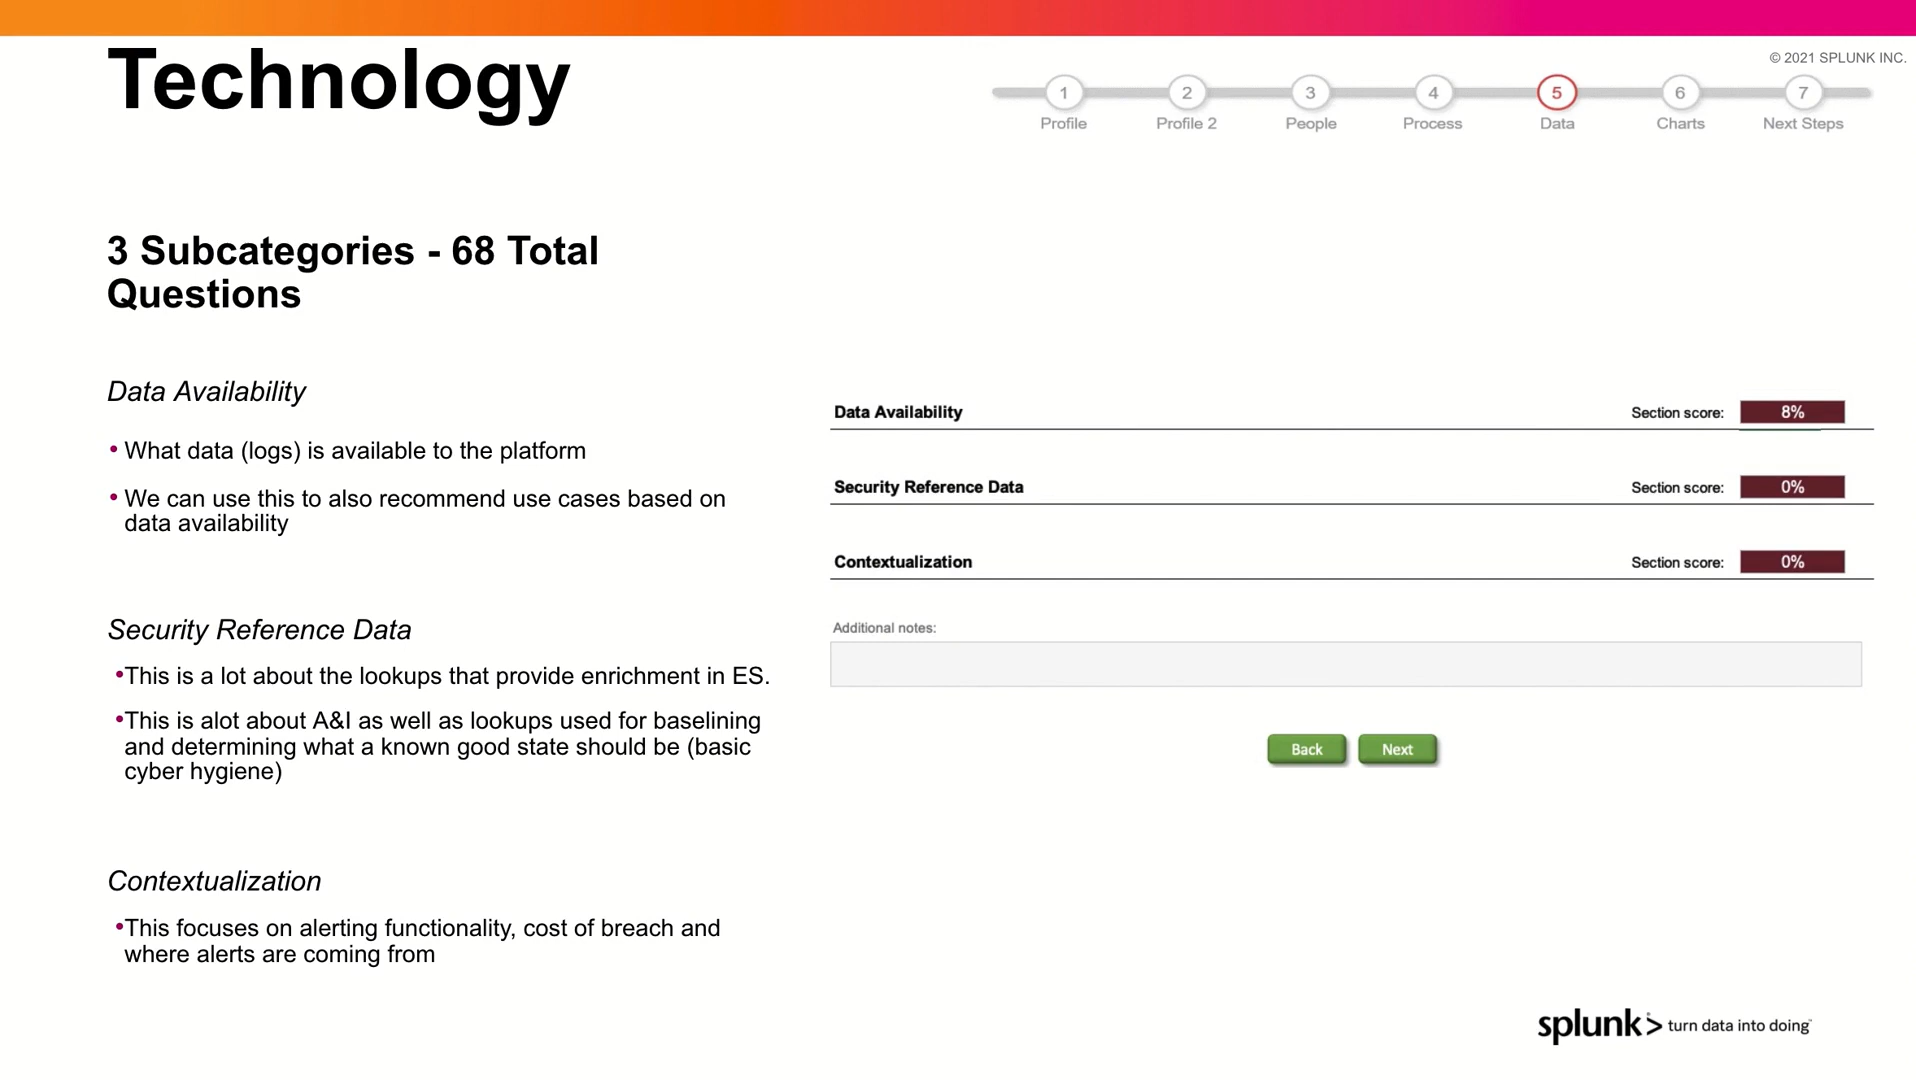 © 2021 SPLUNK INC.
Technology
1
2
3
4
5
6
7
Profile
Profile 2
People
Process
Data
Charts
Next Steps
3 Subcategories - 68 Total
Questions
Data Availability
• What data (logs) is available to the platform
• We can use this to also recommend use cases based on
data availability
Security Reference Data
•This is a lot about the lookups that provide enrichment in ES.
•This is alot about A&I as well as lookups used for baselining
and determining what a known good state should be (basic
cyber hygiene)
Contextualization
•This focuses on alerting functionality, cost of breach and
where alerts are coming from
Data Availability Section score: 8%
Security Reference Data Section score: 0%
Contextualization Section score: 0%
Additional notes:
Back Next
splunk> turn data into doing™